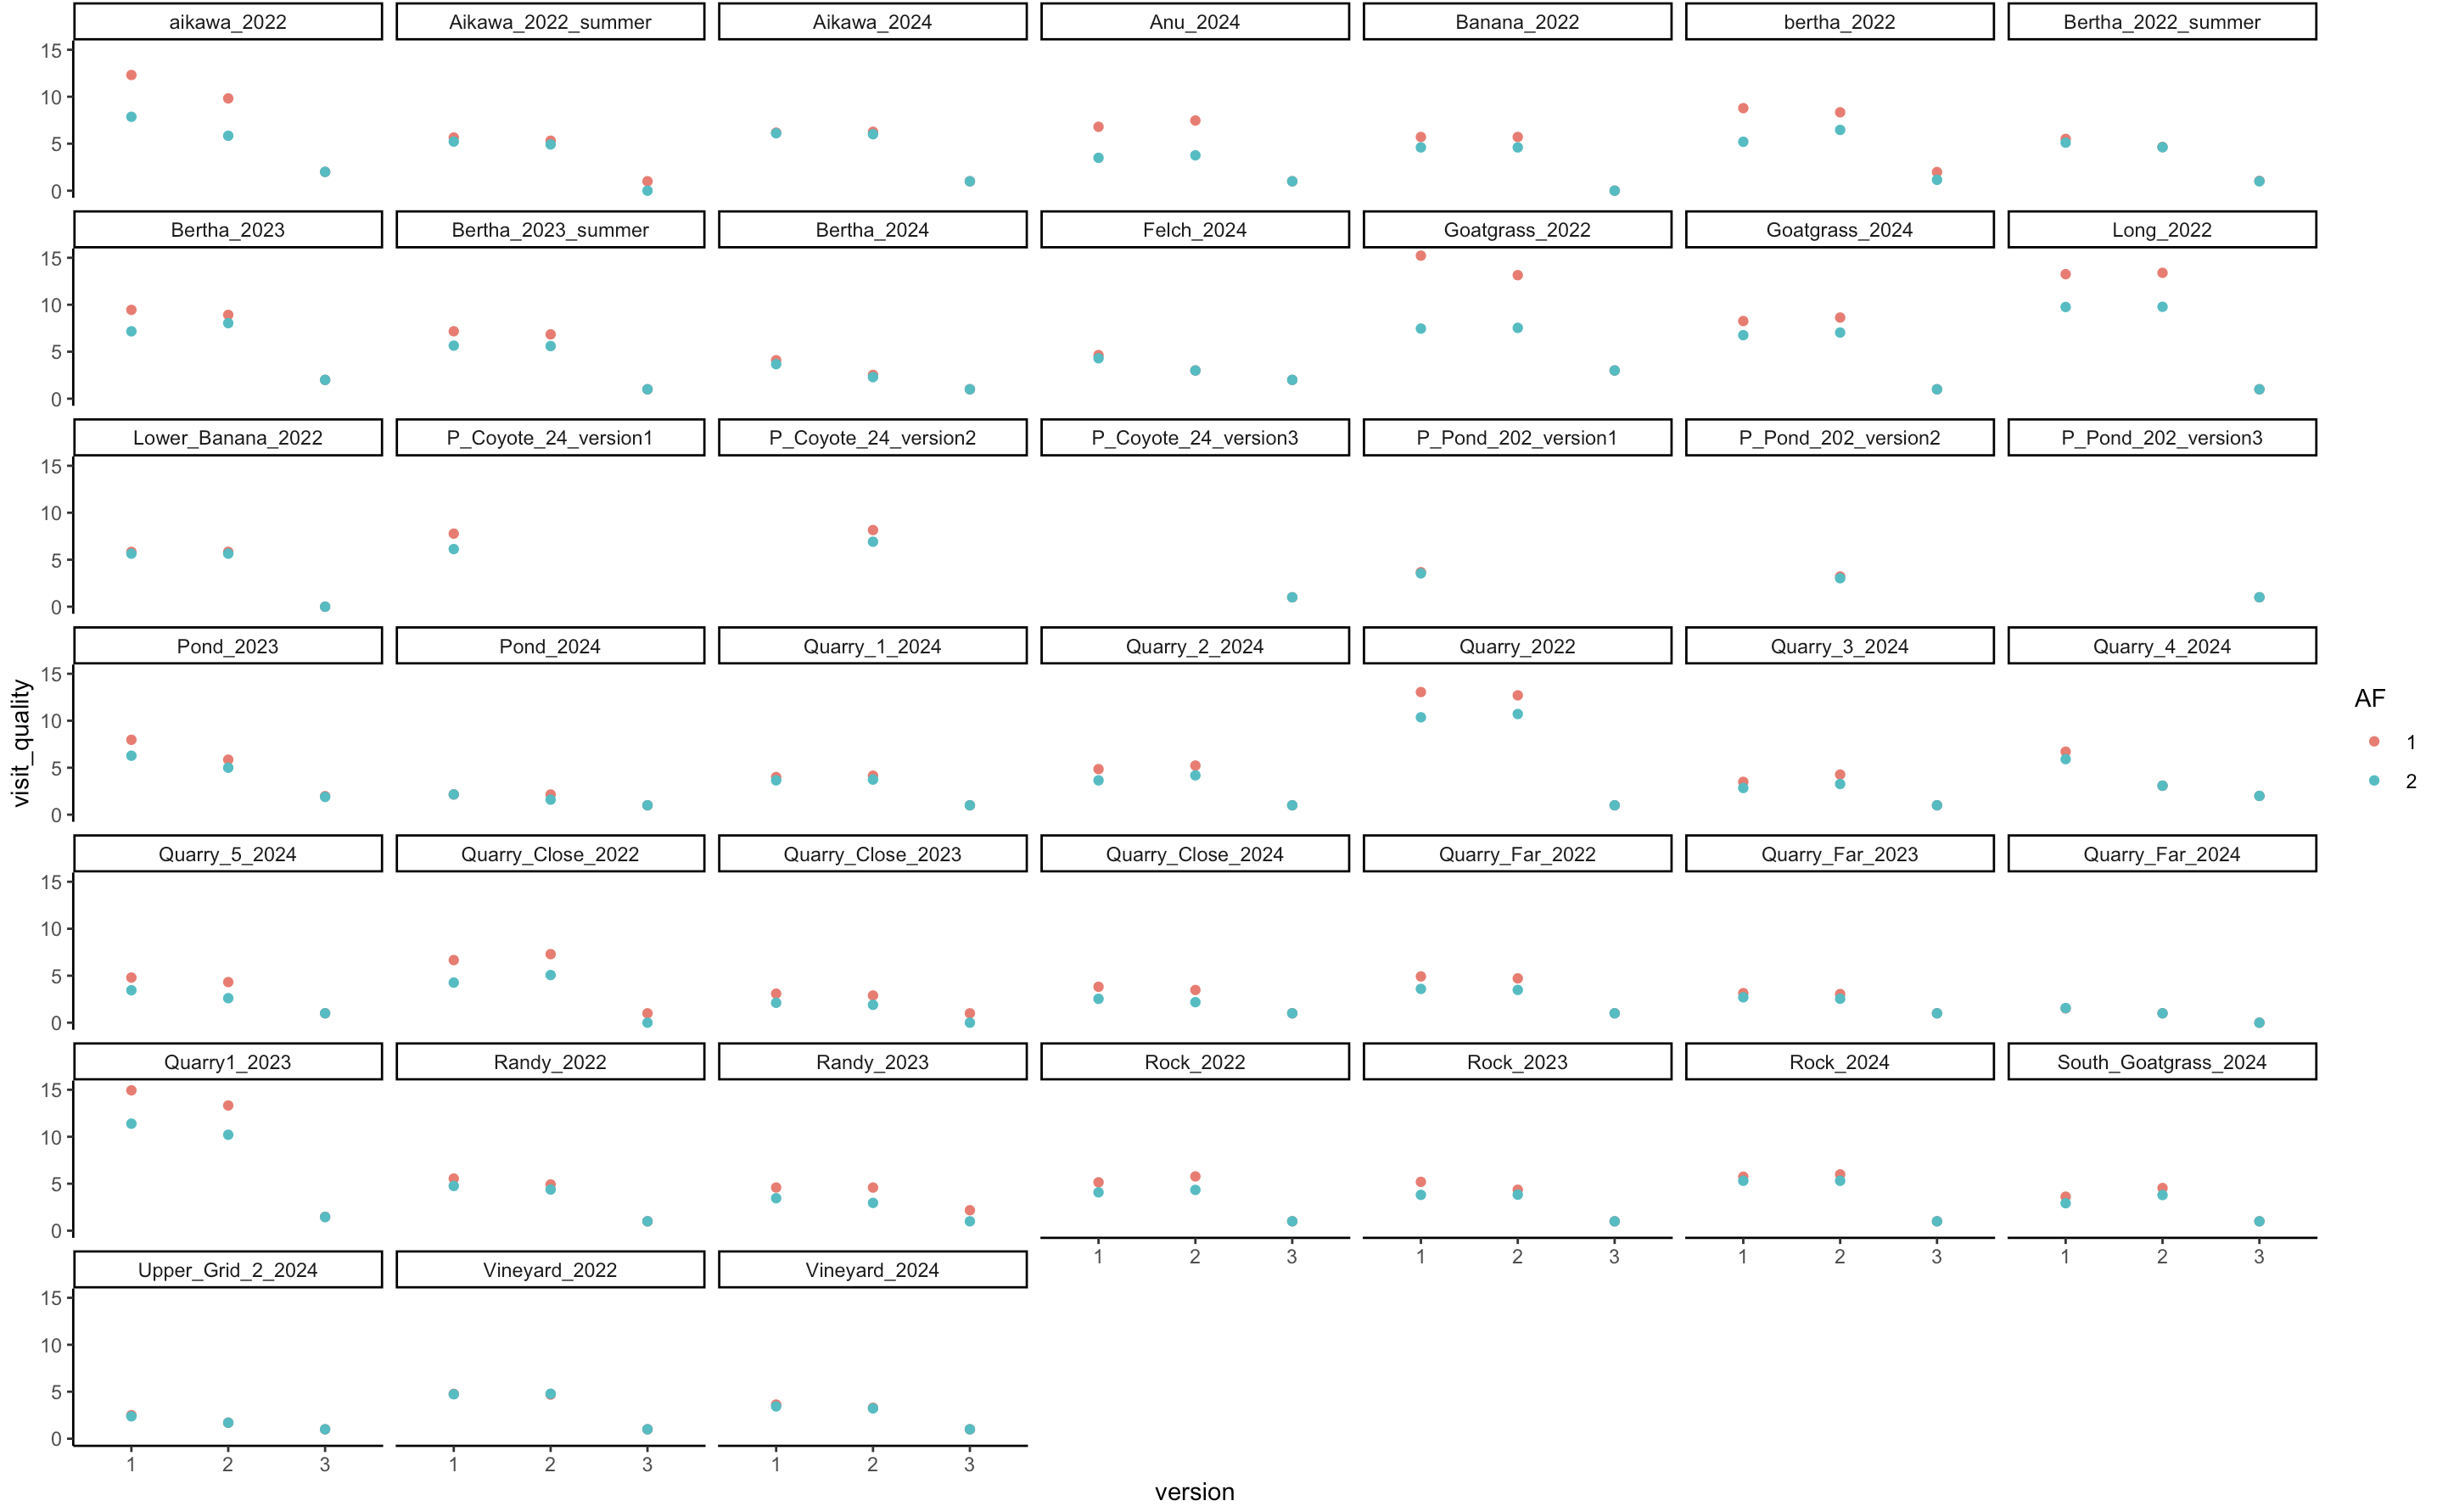 aikawa_2022 Aikawa_2022_summer Aikawa_2024 Anu_2024 Banana_2022 bertha_2022 Bertha_2022_summer
15
10
5
0
Bertha_2023 Bertha_2023_summer Bertha_2024 Felch_2024 Goatgrass_2022 Goatgrass_2024 Long_2022
15
10
5
0
Lower_Banana_2022 P_Coyote_24_version1 P_Coyote_24_version2 P_Coyote_24_version3 P_Pond_202_version1 P_Pond_202_version2 P_Pond_202_version3
15
10
5
0
Pond_2023 Pond_2024 Quarry_1_2024 Quarry_2_2024 Quarry_2022 Quarry_3_2024 Quarry_4_2024
15
10
5
0
visit_quality
AF
1
2
Quarry_5_2024 Quarry_Close_2022 Quarry_Close_2023 Quarry_Close_2024 Quarry_Far_2022 Quarry_Far_2023 Quarry_Far_2024
15
10
5
0
Quarry1_2023 Randy_2022 Randy_2023 Rock_2022 Rock_2023 Rock_2024 South_Goatgrass_2024
15
10
5
0
1 2 3 1 2 3 1 2 3 1 2 3
Upper_Grid_2_2024 Vineyard_2022 Vineyard_2024
15
10
5
0
1 2 3 1 2 3 1 2 3
version